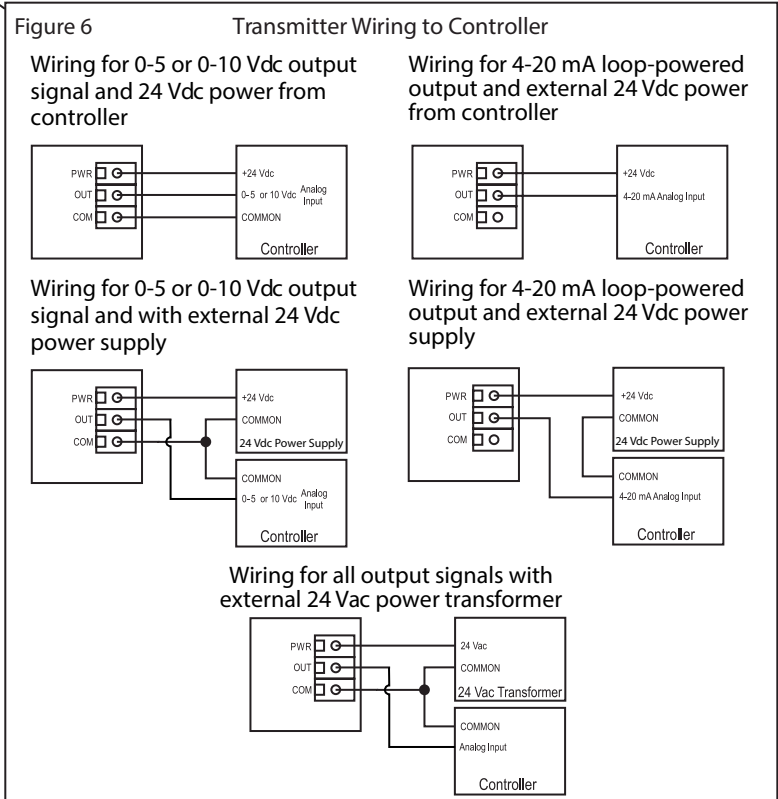 Figure 6
Transmitter Wiring to Controller
Wiring for 0-5 or 0-10 Vdc output
signal and 24 Vdc power from
controller
PWR
OUT
COM
+24 Vdc
0-5 or 10 Vdc Analog
Input
COMMON
Controller
Wiring for 4-20 mA loop-powered
output and external 24 Vdc power
from controller
PWR
OUT
COM
+24 Vdc
4-20 mA Analog Input
Controller
Wiring for 0-5 or 0-10 Vdc output
signal and with external 24 Vdc
power supply
PWR
OUT
COM
+24 Vdc
COMMON
24 Vdc Power Supply
COMMON
0-5 or 10 Vdc Analog
Input
Controller
Wiring for 4-20 mA loop-powered
output and external 24 Vdc power
supply
PWR
OUT
COM
+24 Vdc
COMMON
24 Vdc Power Supply
COMMON
4-20 mA Analog Input
Controller
Wiring for all output signals with
external 24 Vac power transformer
PWR
OUT
COM
24 Vac
COMMON
24 Vac Transformer
COMMON
Analog Input
Controller